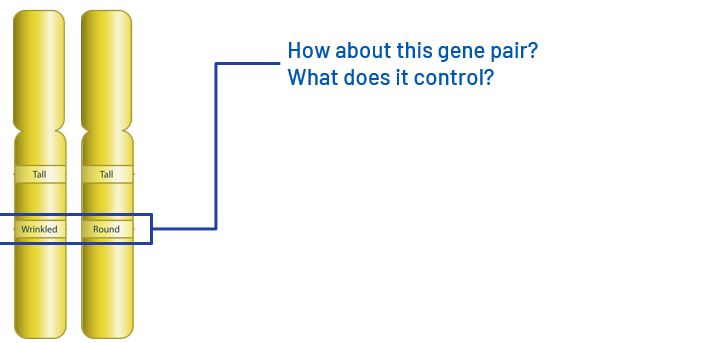 How about this gene pair?
What does it control?
Tall Tall
Wrinkled Round